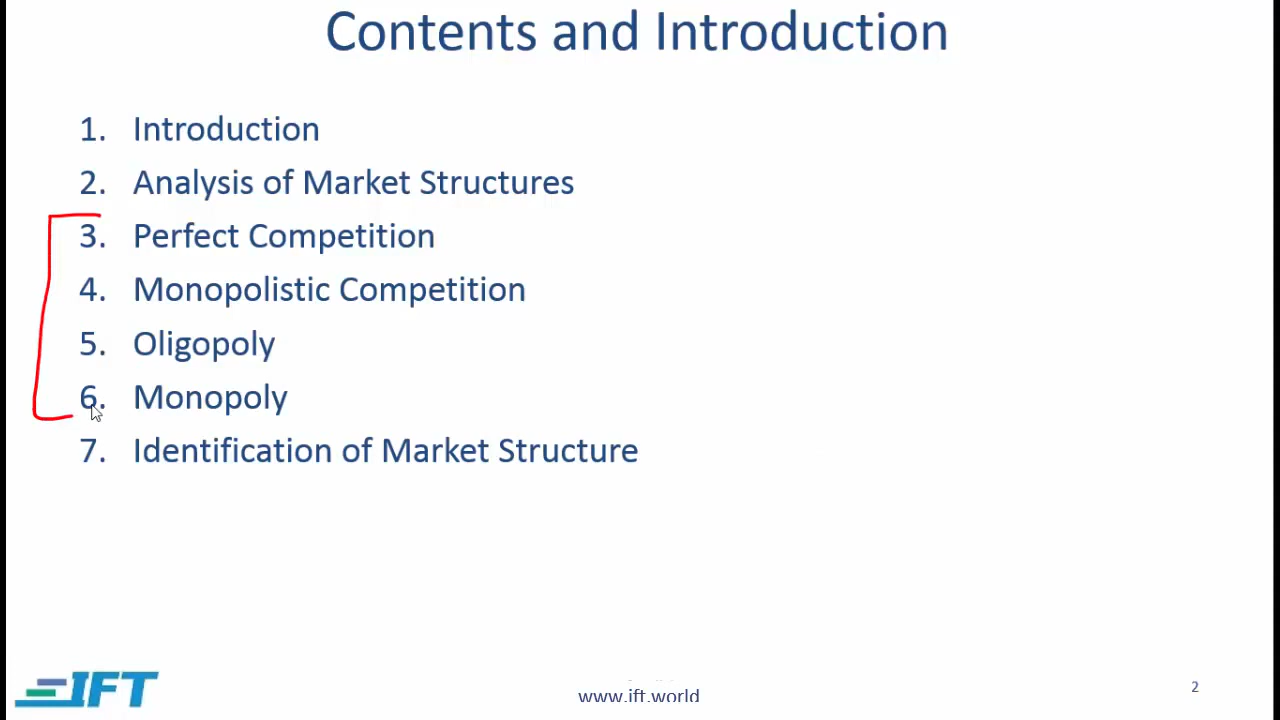 Contents and Introduction
1. Introduction
2. Analysis of Market Structures
3. Perfect Competition
4. Monopolistic Competition
5. Oligopoly
6. Monopoly
7. Identification of Market Structure
IFT
www.ift.world
2